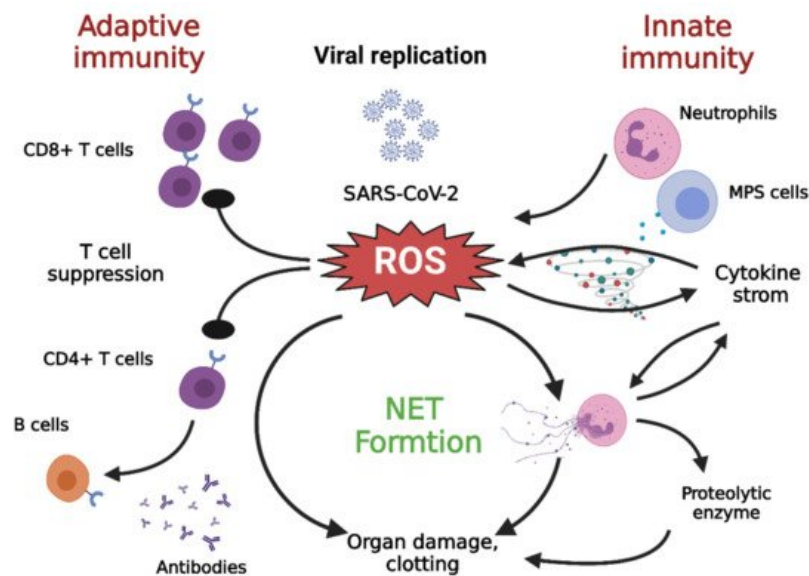 Adaptive
immunity
Viral replication
Innate
immunity
Neutrophils
CD8+ T cells
MPS cells
SARS-CoV-2
T cell
suppression
ROS
Cytokine
strom
CD4+ T cells
NET
Formtion
B cells
Proteolytic
enzyme
Antibodies
Organ damage,
clotting